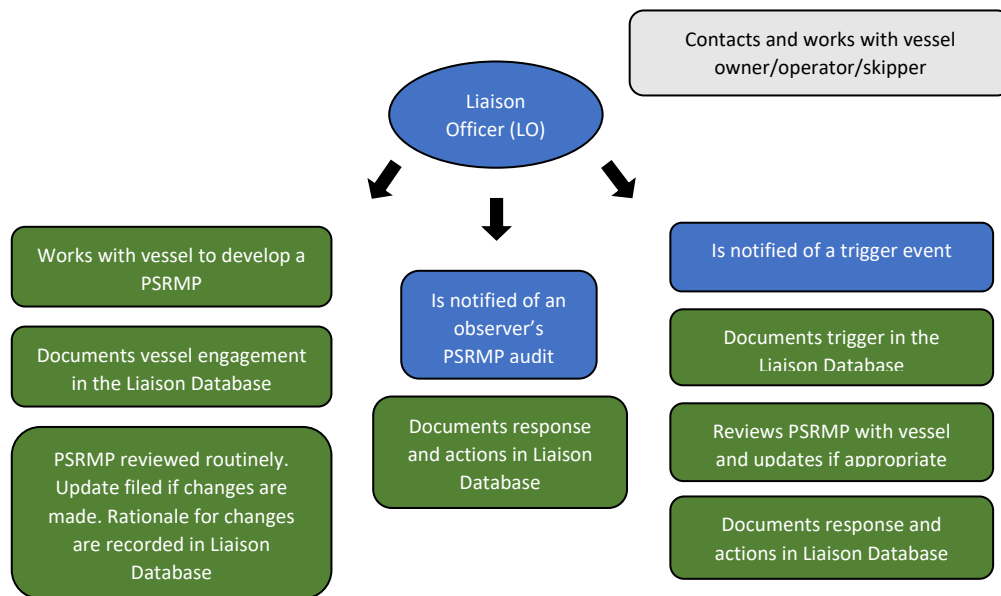 Contacts and works with vessel
owner/operator/skipper
Liaison
Officer (LO)
Works with vessel to develop a
PSRMP
Documents vessel engagement
in the Liaison Database
PSRMP reviewed routinely.
Update filed if changes are
made. Rationale for changes
are recorded in Liaison
Database
Is notified of an
observer’s
PSRMP audit
Documents response
and actions in Liaison
Database
Is notified of a trigger event
Documents trigger in the
Liaison Database
Reviews PSRMP with vessel
and updates if appropriate
Documents response and
actions in Liaison Database